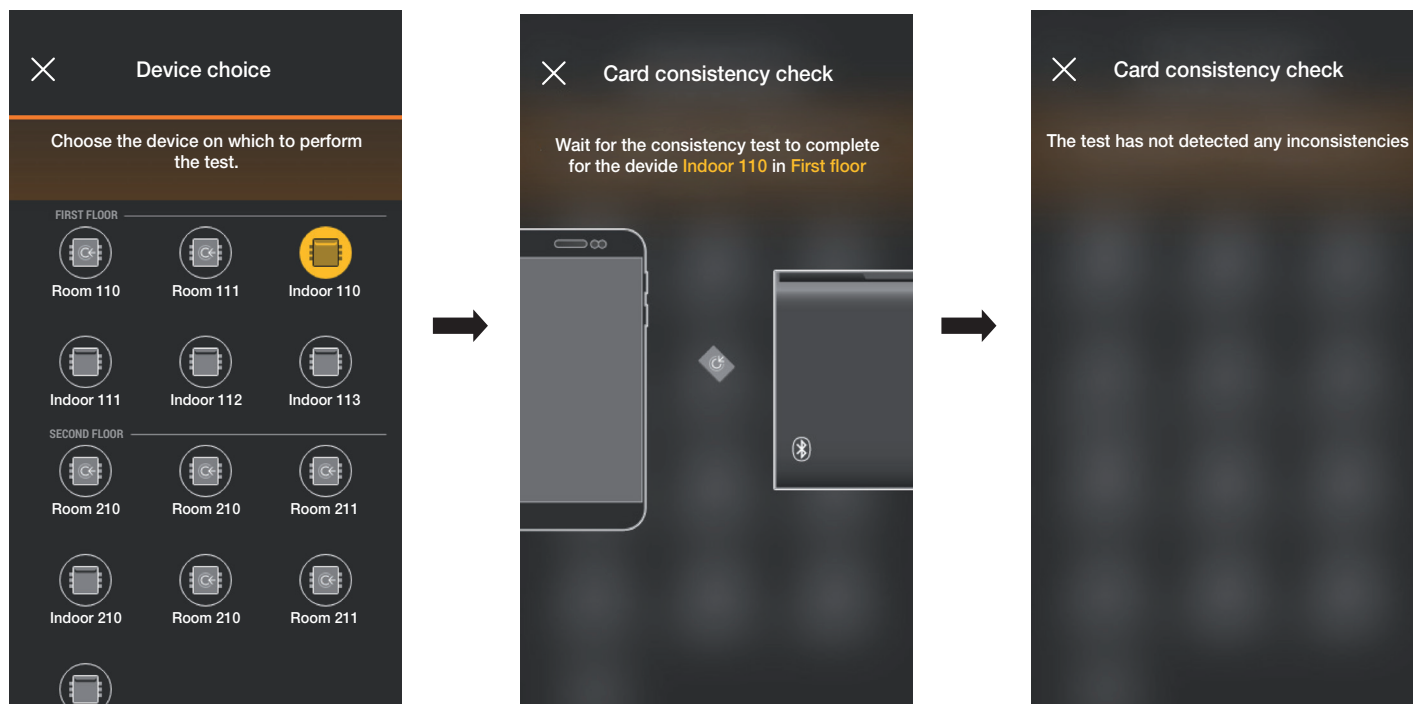 Device choice
Choose the device on which to perform
the test.
FIRST FLOOR
Room 110 Room 111 Indoor 110
Indoor 111 Indoor 112 Indoor 113
SECOND FLOOR
Room 210 Room 210 Room 211
Indoor 210 Room 210 Room 211
Card consistency check
Wait for the consistency test to complete
for the devide Indoor 110 in First floor
Card consistency check
The test has not detected any inconsistencies